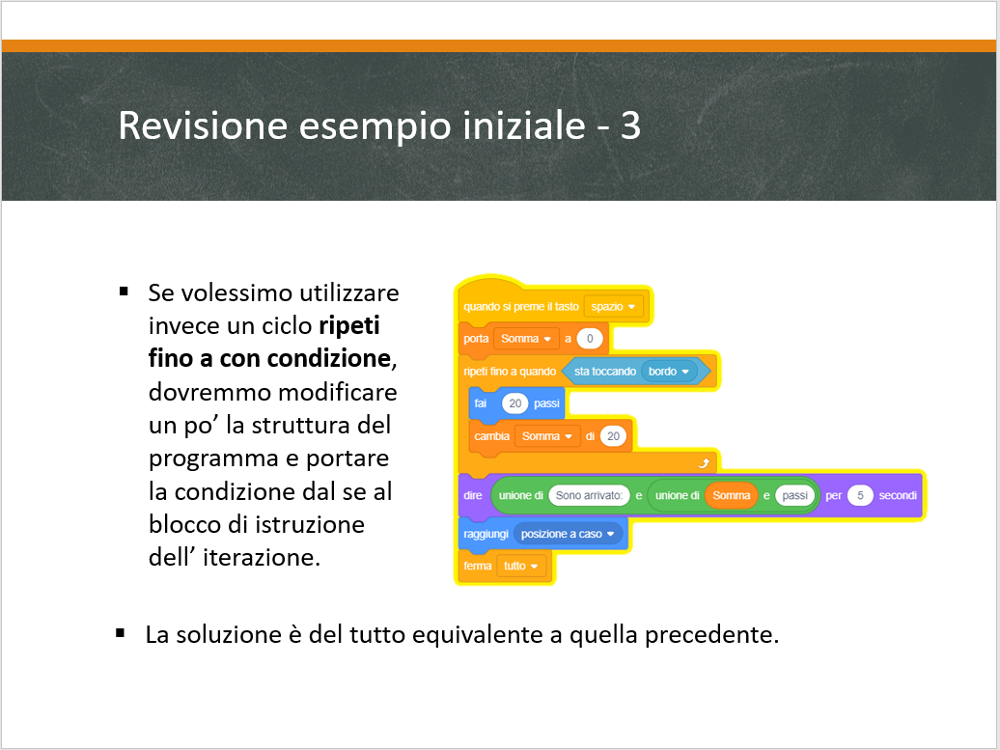 Revisione esempio iniziale - 3
▪ Se volessimo utilizzare
invece un ciclo ripeti
fino a con condizione,
dovremmo modificare
un po’ la struttura del
programma e portare
la condizione dal se al
blocco di istruzione
dell’ iterazione.
quando si preme il tasto spazio
porta Somma a 0
ripeti fino a quando sta toccando bordo
fai 20 passi
cambia Somma di 20
dire unione di Sono arrivato: e unione di Somma e passi per 5 secondi
raggiungi posizione a caso
ferma tutto
▪ La soluzione è del tutto equivalente a quella precedente.